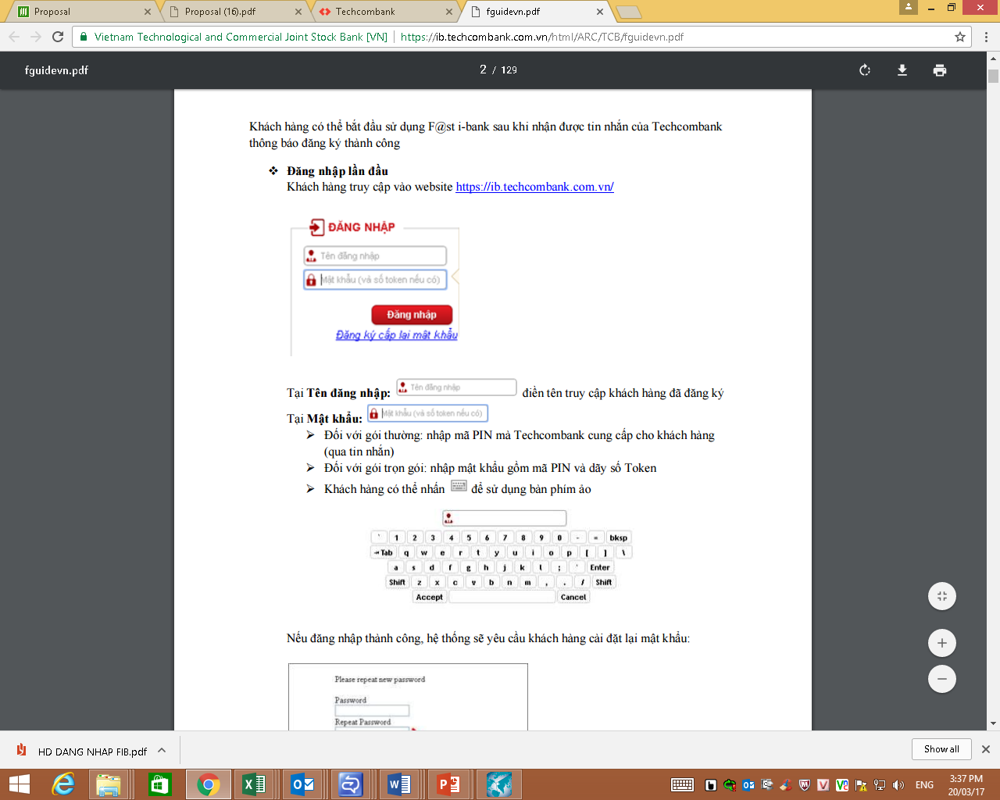 Proposal
Proposal (16).pdf
Techcombank
fguidevn.pdf
Vietnam Technological and Commercial Joint Stock Bank [VN]
https://ib.techcombank.com.vn/html/ARC/TCB/fguidevn.pdf
fguidevn.pdf
2 / 129
Khách hàng có thể bắt đầu sử dụng F@st i-bank sau khi nhận được tin nhắn của Techcombank
thông báo đăng ký thành công
❖ Đăng nhập lần đầu
Khách hàng truy cập vào website https://ib.techcombank.com.vn/
ĐĂNG NHẬP
Tên đăng nhập
Mật khẩu (và số token nếu có)
Đăng nhập
Đăng ký cấp lại mât khẩu
Tại Tên đăng nhập: Tên đăng nhập điền tên truy cập khách hàng đã đăng ký
Tại Mật khẩu: Mật khẩu (và số token nếu có)
➢ Đối với gói thường: nhập mã PIN mà Techcombank cung cấp cho khách hàng
(qua tin nhắn)
➢ Đối với gói trọn gói: nhập mật khẩu gồm mã PIN và dãy số Token
➢ Khách hàng có thể nhấn để sử dụng bàn phím ảo
` 1 2 3 4 5 6 7 8 9 0 - = bksp
Tab q w e r t y u i o p [ ] \
a s d f g h j k l ; ' Enter
Shift z x c v b n m , . / Shift
Accept Cancel
Nếu đăng nhập thành công, hệ thống sẽ yêu cầu khách hàng cài đặt lại mật khẩu:
Please repeat new password
Password
Repeat Password
HD DANG NHAP FIB.pdf
Show all
ENG
3:37 PM
20/03/17